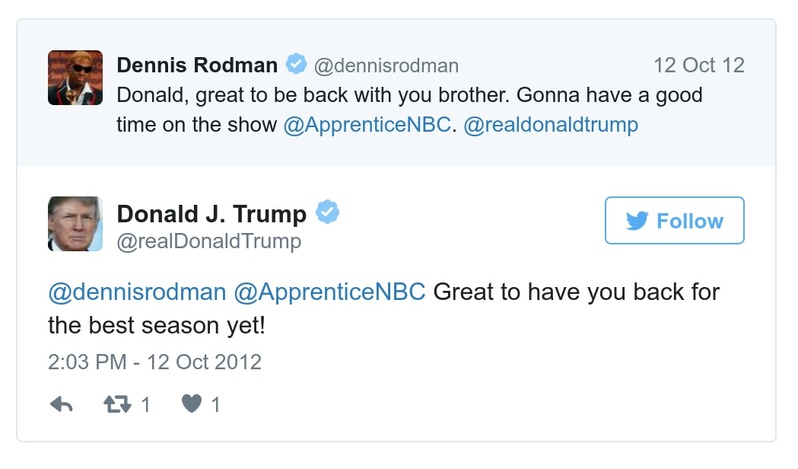 Dennis Rodman @dennisrodman 12 Oct 12
Donald, great to be back with you brother. Gonna have a good
time on the show @ApprenticeNBC. @realdonaldtrump
Donald J. Trump
@realDonaldTrump
Follow
@dennisrodman @ApprenticeNBC Great to have you back for
the best season yet!
2:03 PM - 12 Oct 2012
1 1